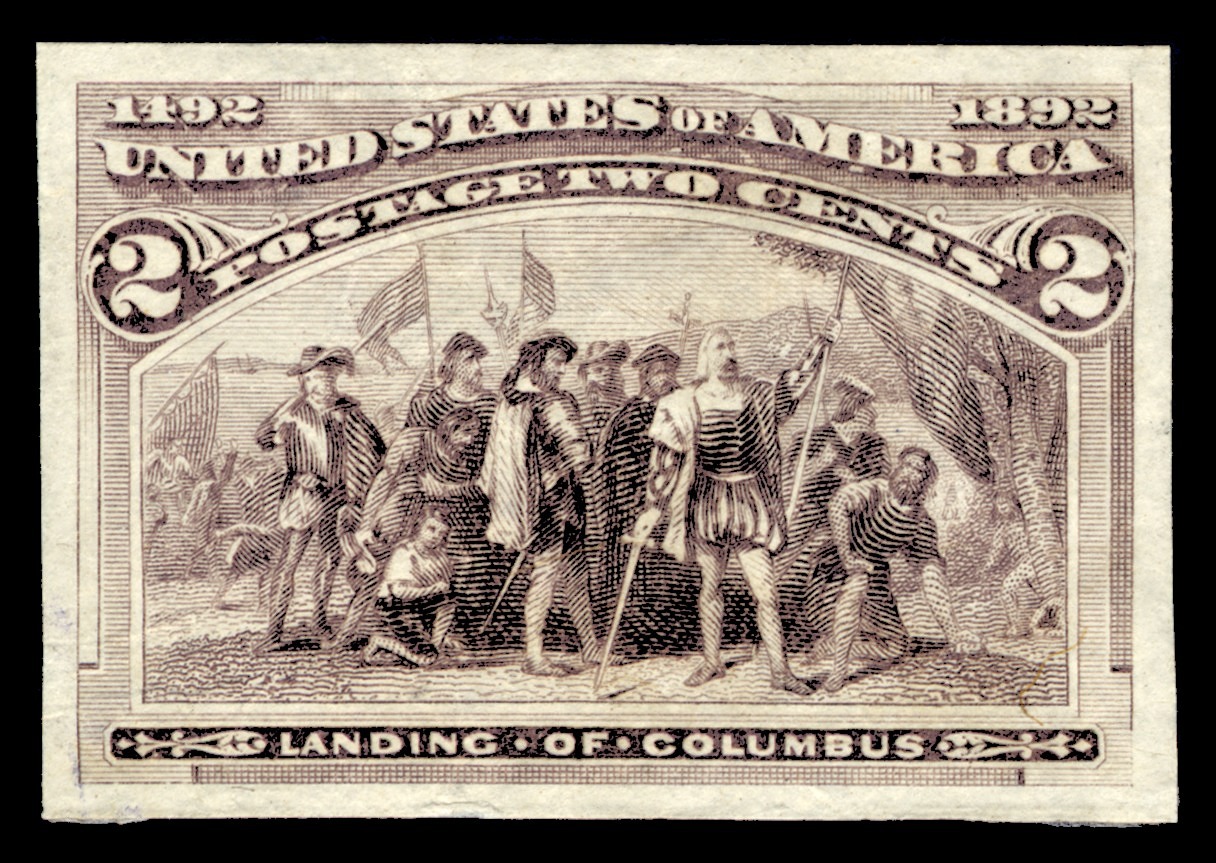 1492 1892
UNITED STATES OF AMERICA
POSTAGE TWO CENTS
2 2
LANDING · OF · COLUMBUS